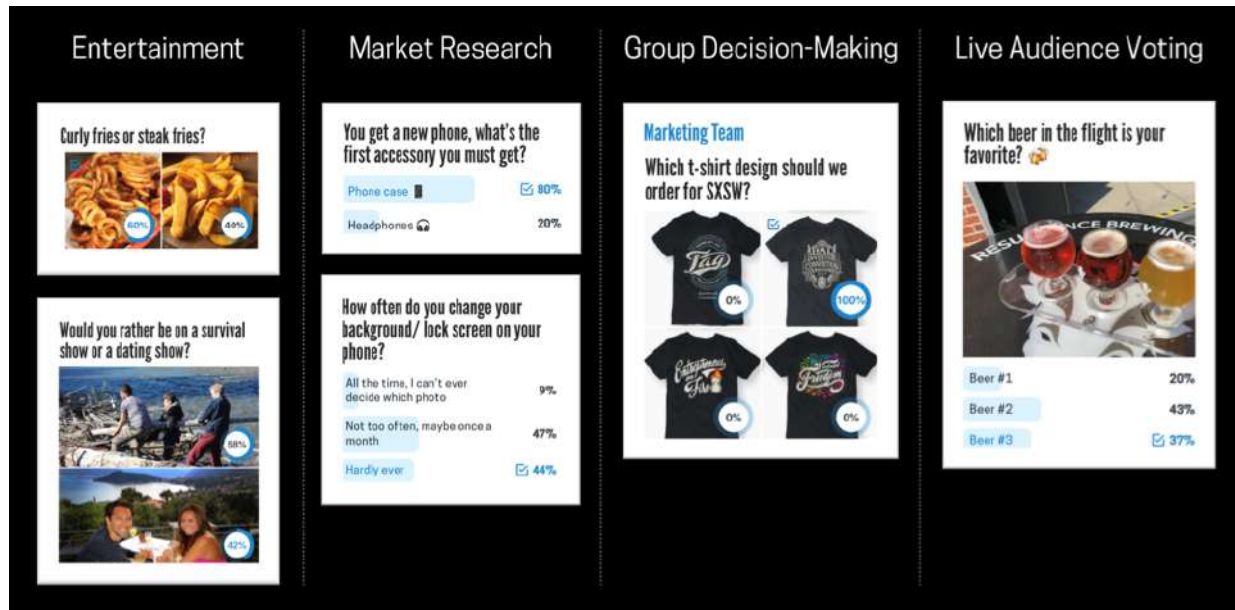 Entertainment
Curly fries or steak fries?
60%
40%
Would you rather be on a survival
show or a dating show?
58%
42%
Market Research
You get a new phone, what's the
first accessory you must get?
Phone case 📱
80%
Headphones 🎧
20%
How often do you change your
background/ lock screen on your
phone?
All the time, I can't ever
decide which photo
9%
Not too often, maybe once a
month
47%
Hardly ever
44%
Group Decision-Making
Marketing Team
Which t-shirt design should we
order for SXSW?
Tag
0%
100%
Entrepreneurs
0%
Freedom
0%
Live Audience Voting
Which beer in the flight is your
favorite? 🍻
BREWING
Beer #1
20%
Beer #2
43%
Beer #3
37%